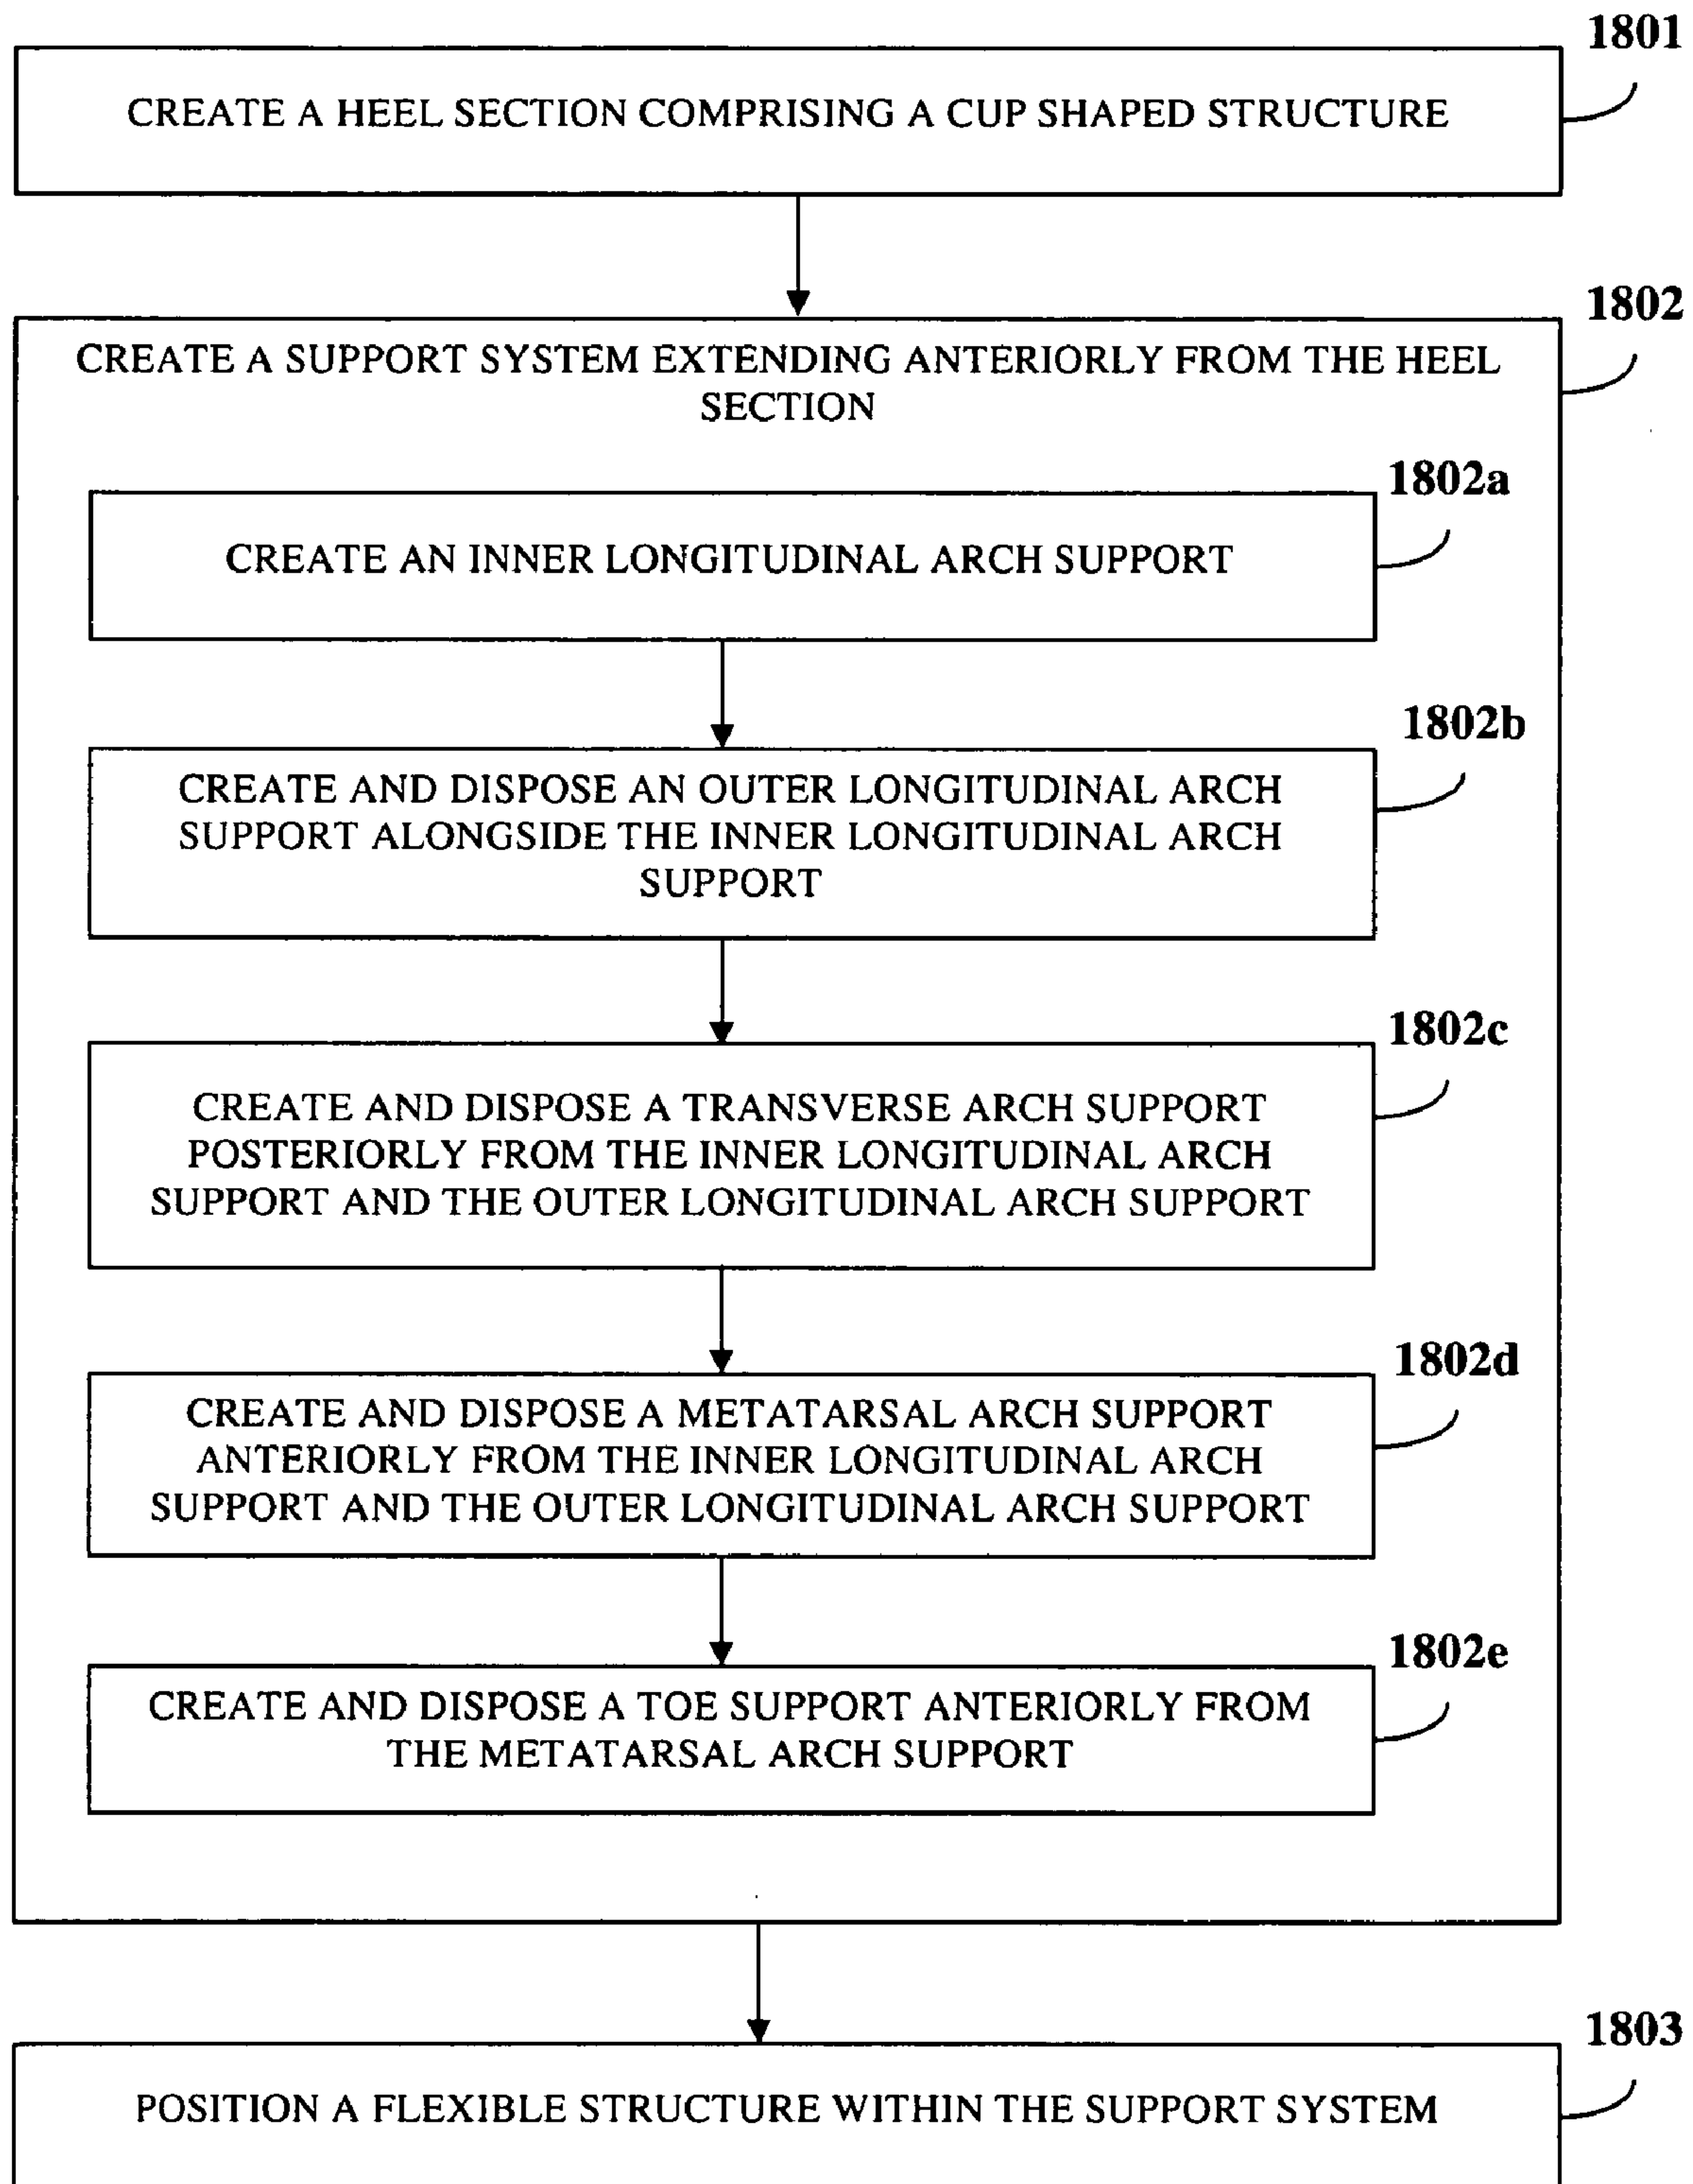 1801
CREATE A HEEL SECTION COMPRISING A CUP SHAPED STRUCTURE
1802
CREATE A SUPPORT SYSTEM EXTENDING ANTERIORLY FROM THE HEEL
SECTION
1802a
CREATE AN INNER LONGITUDINAL ARCH SUPPORT
1802b
CREATE AND DISPOSE AN OUTER LONGITUDINAL ARCH
SUPPORT ALONGSIDE THE INNER LONGITUDINAL ARCH
SUPPORT
1802c
CREATE AND DISPOSE A TRANSVERSE ARCH SUPPORT
POSTERIORLY FROM THE INNER LONGITUDINAL ARCH
SUPPORT AND THE OUTER LONGITUDINAL ARCH SUPPORT
1802d
CREATE AND DISPOSE A METATARSAL ARCH SUPPORT
ANTERIORLY FROM THE INNER LONGITUDINAL ARCH
SUPPORT AND THE OUTER LONGITUDINAL ARCH SUPPORT
1802e
CREATE AND DISPOSE A TOE SUPPORT ANTERIORLY FROM
THE METATARSAL ARCH SUPPORT
1803
POSITION A FLEXIBLE STRUCTURE WITHIN THE SUPPORT SYSTEM